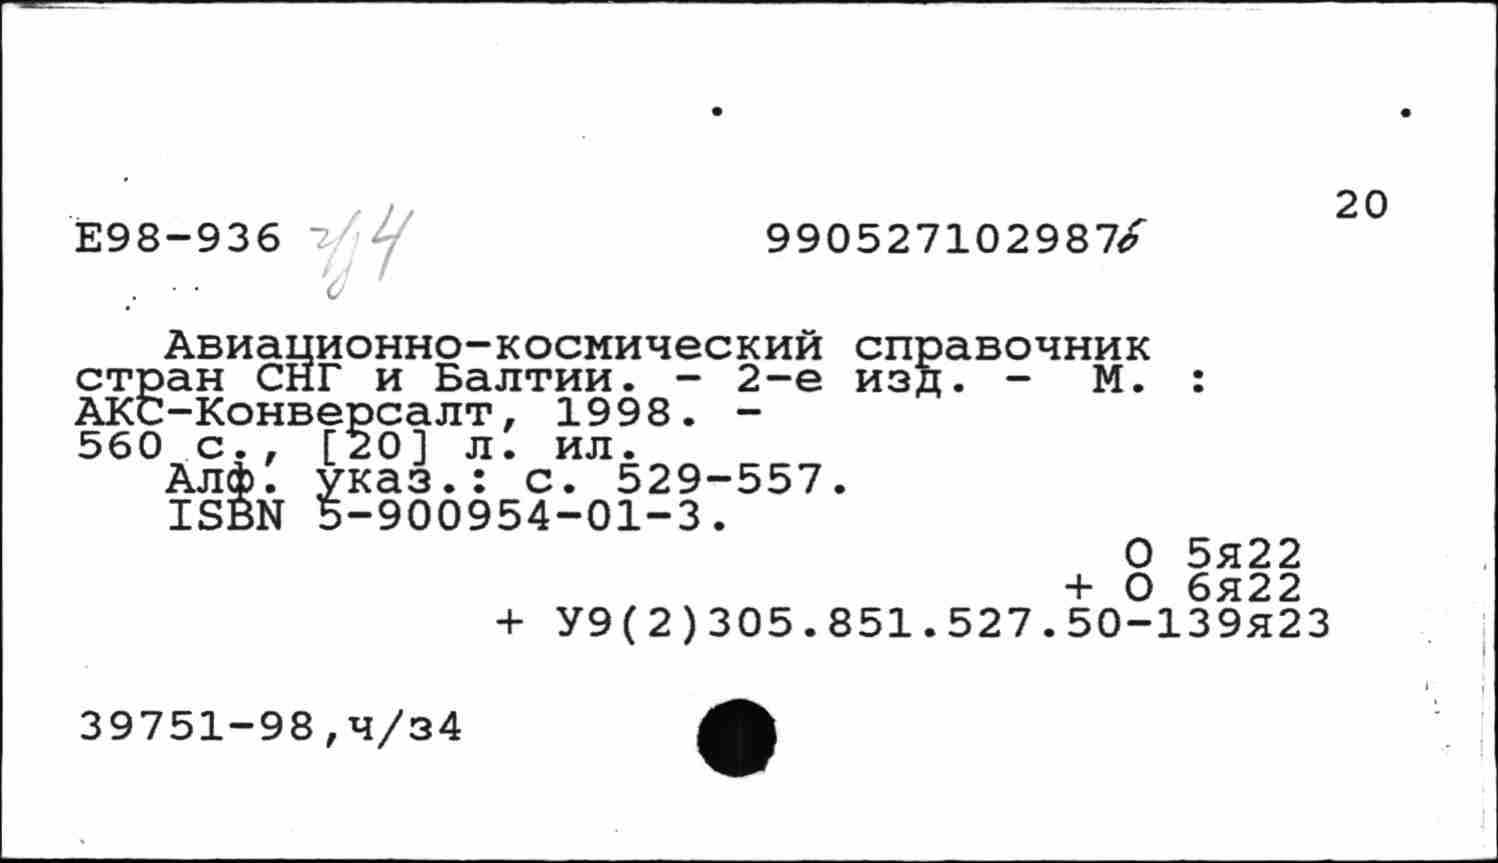 20
Е98-936 ч/з4 9905271029876
Авиационно-космический справочник
стран СНГ и Балтии. - 2-е изд. - М. :
АКС-Конверсалт, 1998. -
560 с., [20] л. ил.
Алф. указ.: с. 529-557.
ISBN 5-900954-01-3.
О 5я22
+ О 6я22
+ У9(2)305.851.527.50-139я23
39751-98,ч/з4